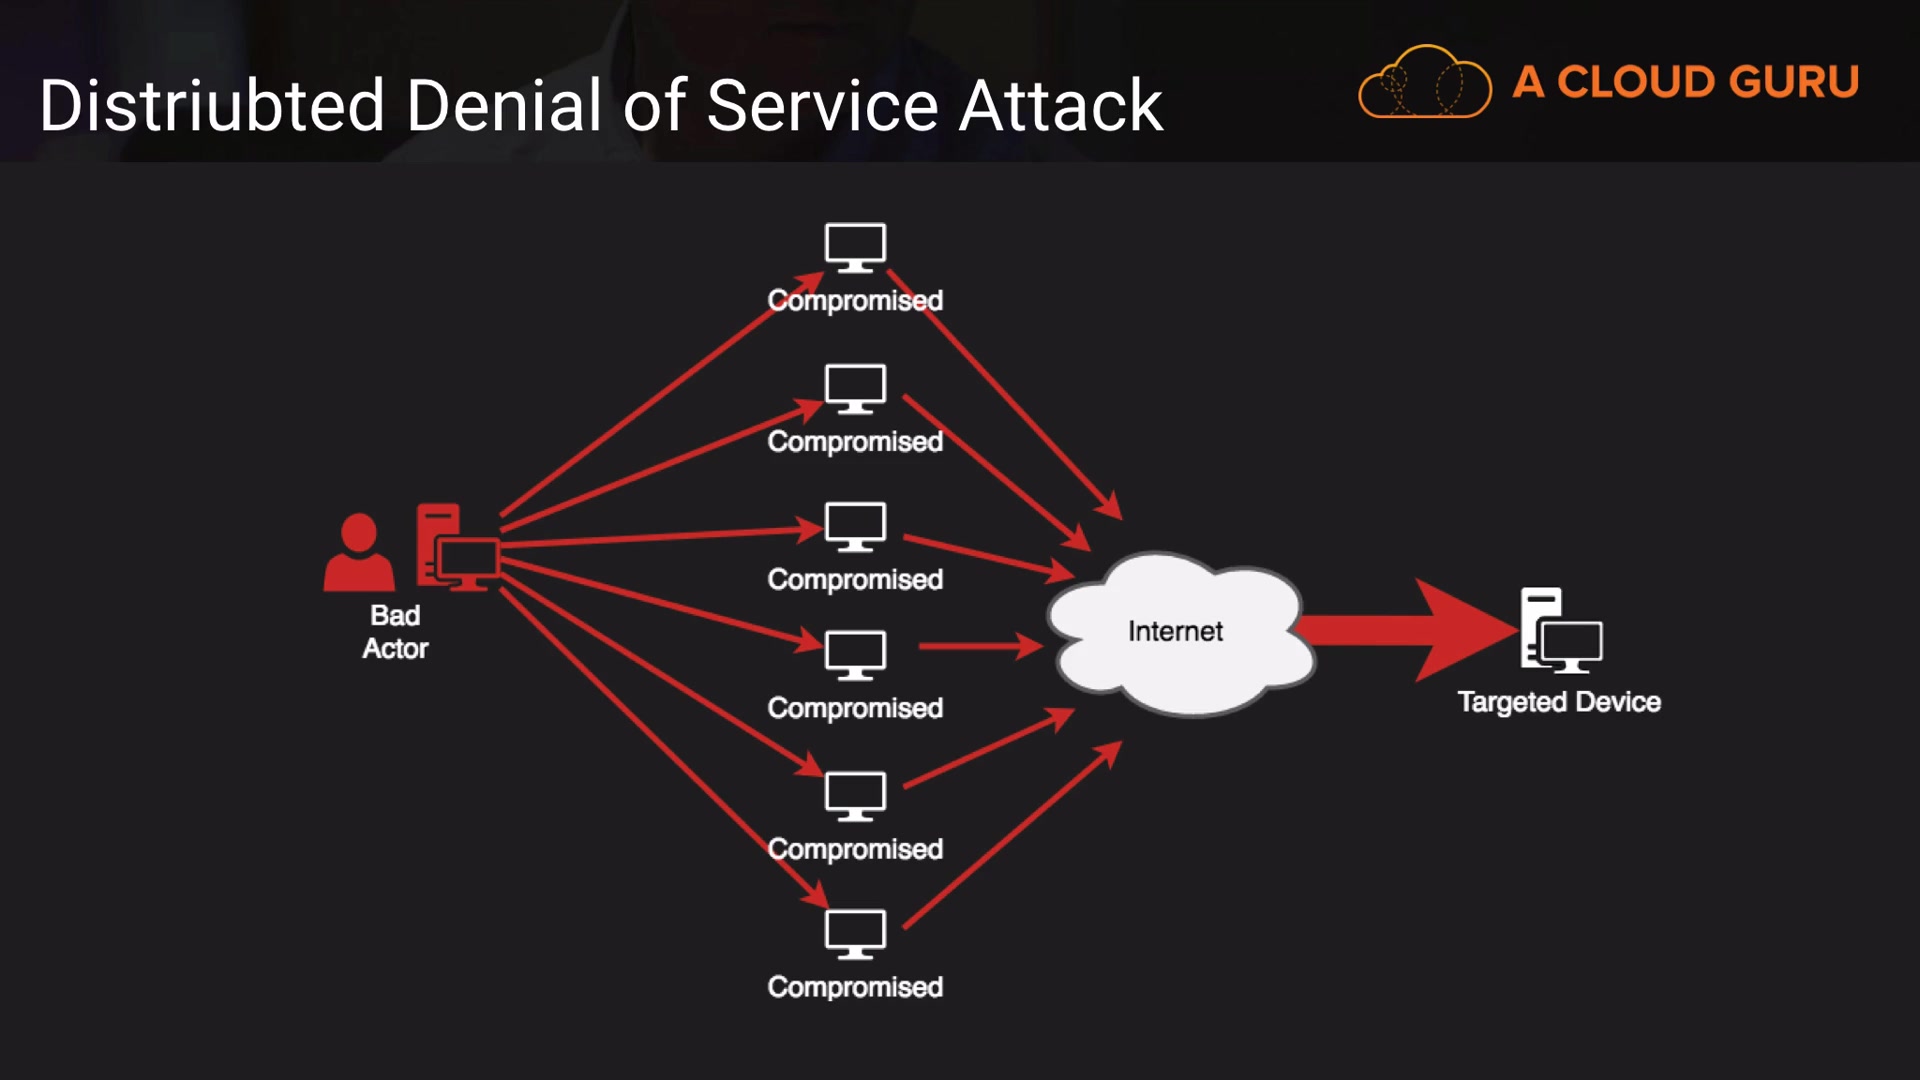 Distriubted Denial of Service Attack
A CLOUD GURU
Compromised
Compromised
Compromised
Bad
Actor
Internet
Compromised
Targeted Device
Compromised
Compromised